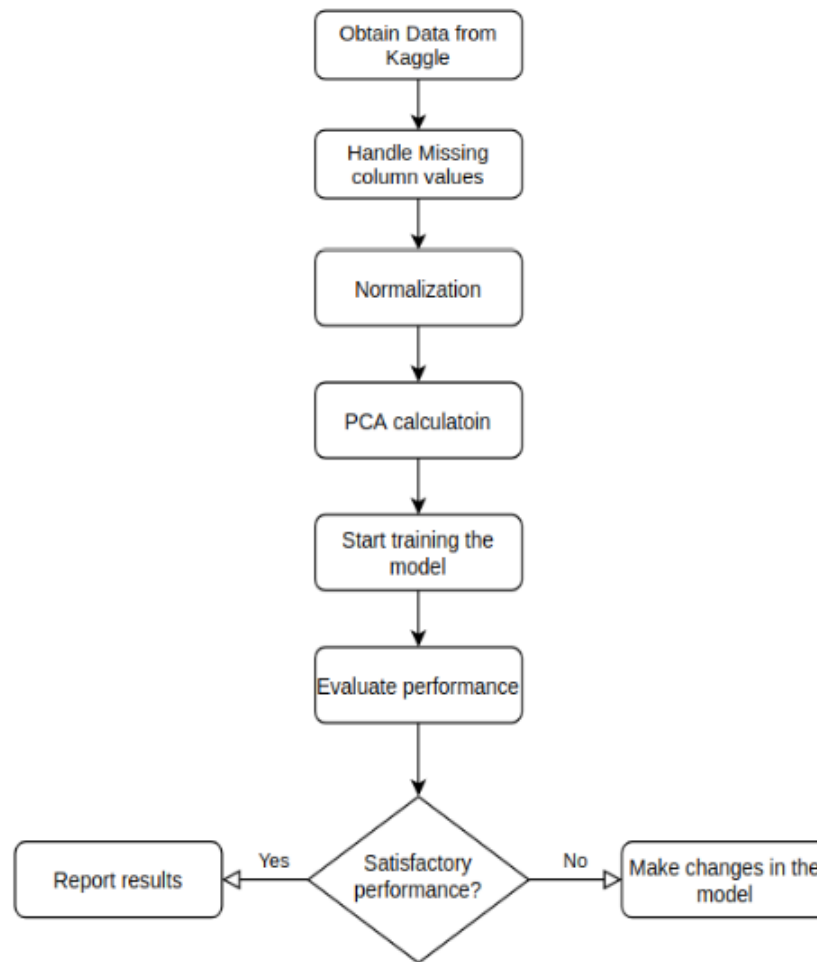 Obtain Data from
Kaggle
Handle Missing
column values
Normalization
PCA calculatoin
Start training the
model
Evaluate performance
Satisfactory
performance?
Yes
No
Report results
Make changes in the
model